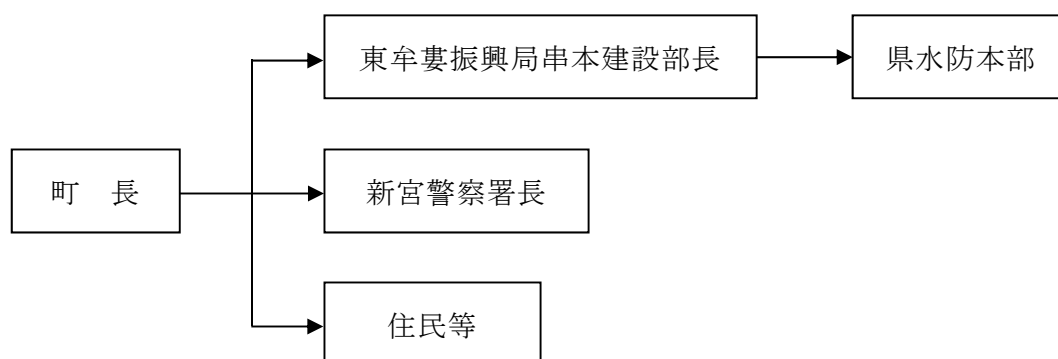 東牟婁振興局串本建設部長
県水防本部
町　長
新宮警察署長
住民等